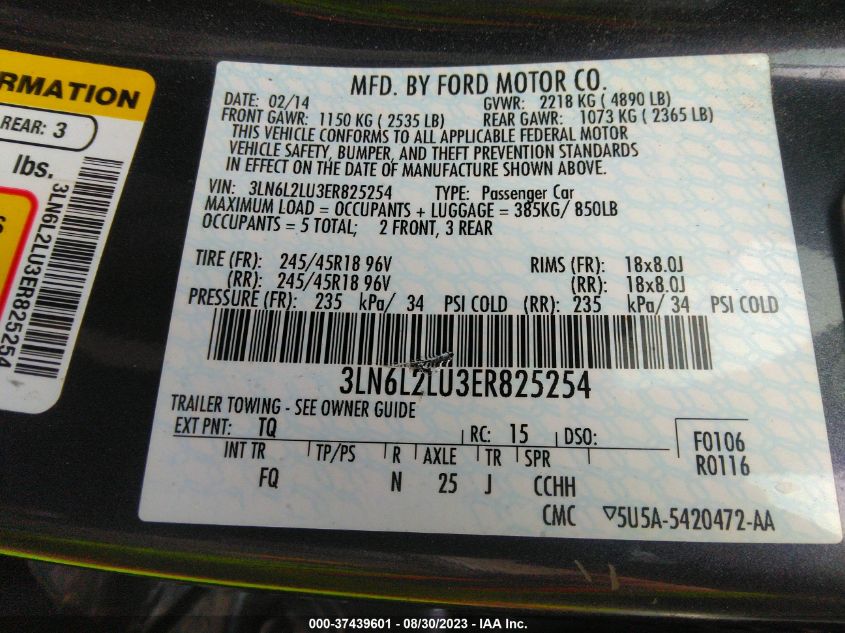 RMATION
REAR: 3
lbs.
3LN6L2LU3ER825254
MFD. BY FORD MOTOR CO.
DATE: 02/14 GVWR: 2218 KG ( 4890 LB)
FRONT GAWR: 1150 KG ( 2535 LB) REAR GAWR: 1073 KG ( 2365 LB)
THIS VEHICLE CONFORMS TO ALL APPLICABLE FEDERAL MOTOR
VEHICLE SAFETY, BUMPER, AND THEFT PREVENTION STANDARDS
IN EFFECT ON THE DATE OF MANUFACTURE SHOWN ABOVE.
VIN: 3LN6L2LU3ER825254 TYPE: Passenger Car
MAXIMUM LOAD = OCCUPANTS + LUGGAGE = 385KG/ 850LB
OCCUPANTS = 5 TOTAL; 2 FRONT, 3 REAR
TIRE (FR): 245/45R18 96V RIMS (FR): 18x8.0J
(RR): 245/45R18 96V (RR): 18x8.0J
PRESSURE (FR): 235 kPa/ 34 PSI COLD (RR): 235 kPa/ 34 PSI COLD
3LN6L2LU3ER825254
TRAILER TOWING - SEE OWNER GUIDE
EXT PNT: TQ RC: 15 DSO: F0106
INT TR TP/PS R AXLE TR SPR R0116
FQ N 25 J CCHH
CMC 5U5A-5420472-AA
000-37439601 - 08/30/2023 - IAA Inc.